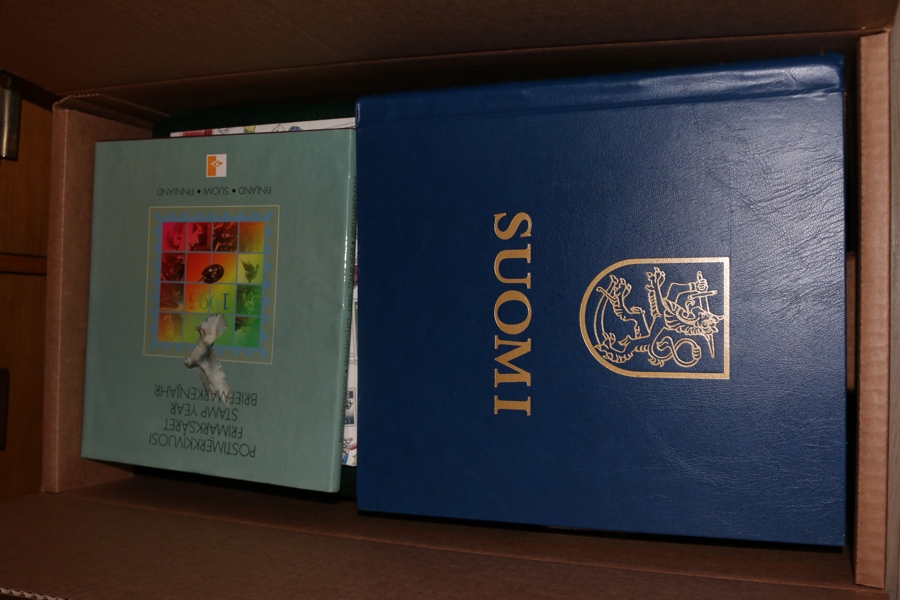 POSTIMERKKIVUOSI
FRIMÄRKSÅRET
STAMP YEAR
BRIEFMARKENJAHR
FINLAND • SUOMI • FINNLAND
SUOMI